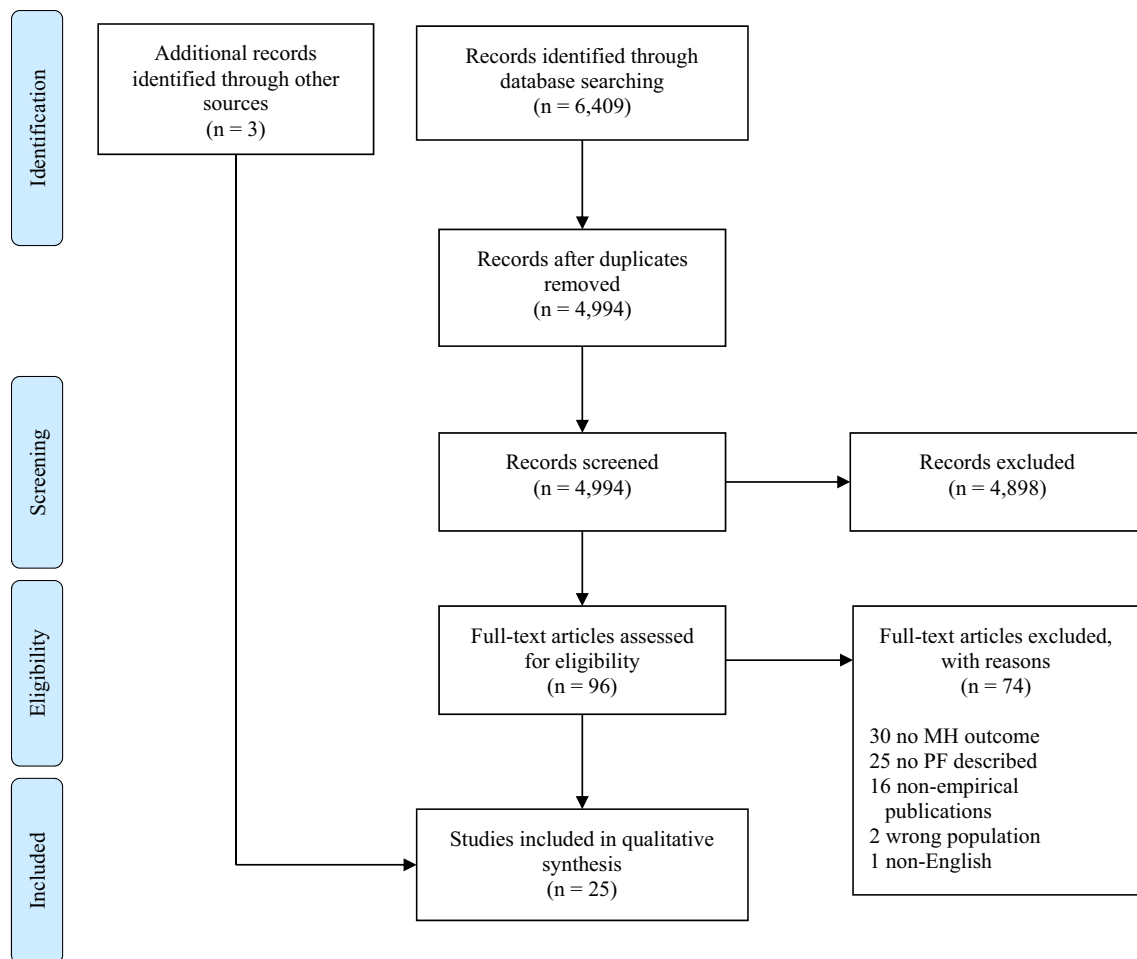 Identification
Additional records
identified through other
sources
(n = 3)
Records identified through
database searching
(n = 6,409)
Records after duplicates
removed
(n = 4,994)
Screening
Records screened
(n = 4,994)
Records excluded
(n = 4,898)
Eligibility
Full-text articles assessed
for eligibility
(n = 96)
Full-text articles excluded,
with reasons
(n = 74)
30 no MH outcome
25 no PF described
16 non-empirical
publications
2 wrong population
1 non-English
Included
Studies included in qualitative
synthesis
(n = 25)